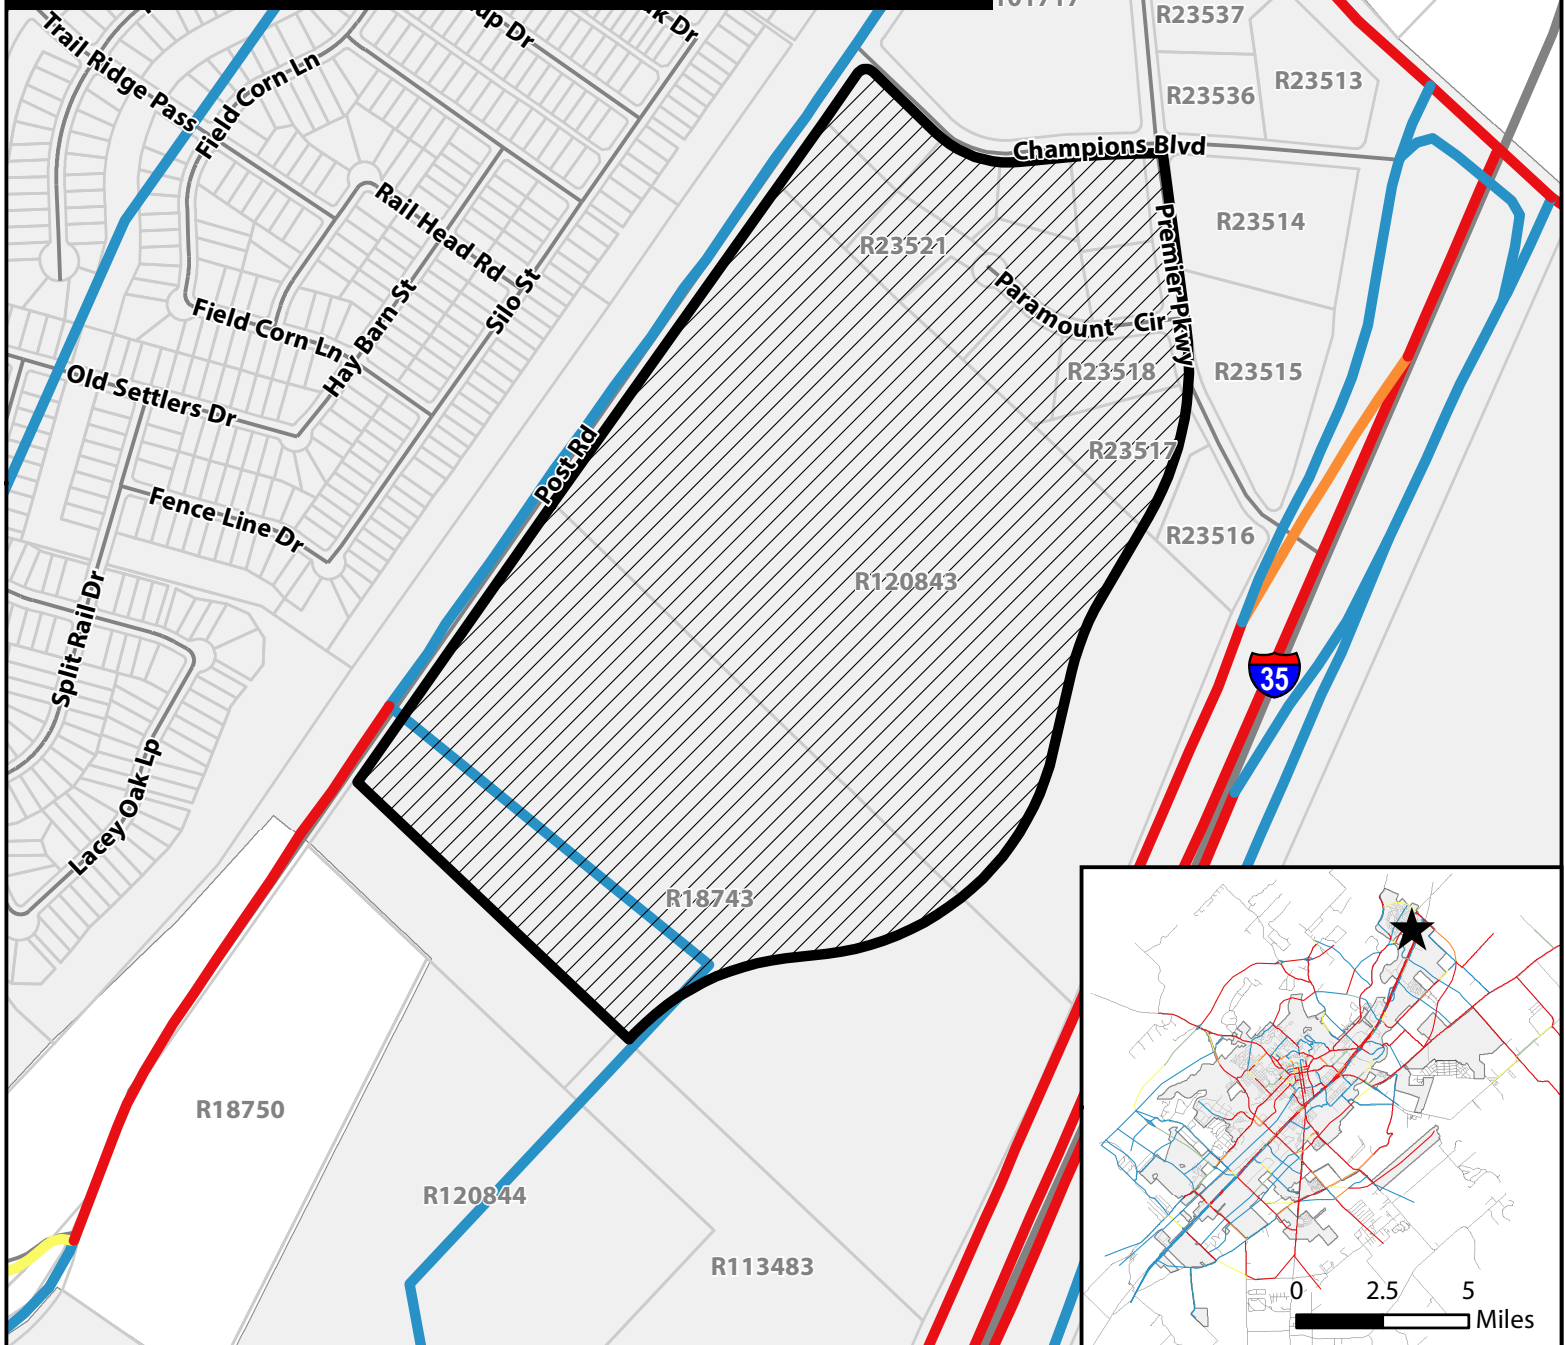 R23537
R23513
R23536
Trail Ridge Pass
Field Corn Ln
Dr
Dr
Champions Blvd
Rail Head Rd
R23514
R23521
Premier Pkwy
Silo St
Hay Barn St
Paramount Cir
Field Corn Ln
Old Settlers Dr
R23518
R23515
Post Rd
R23517
Fence Line Dr
R23516
R120843
Split Rail Dr
35
Lacey Oak Lp
R18743
R18750
R120844
R113483
0 2.5 5
Miles